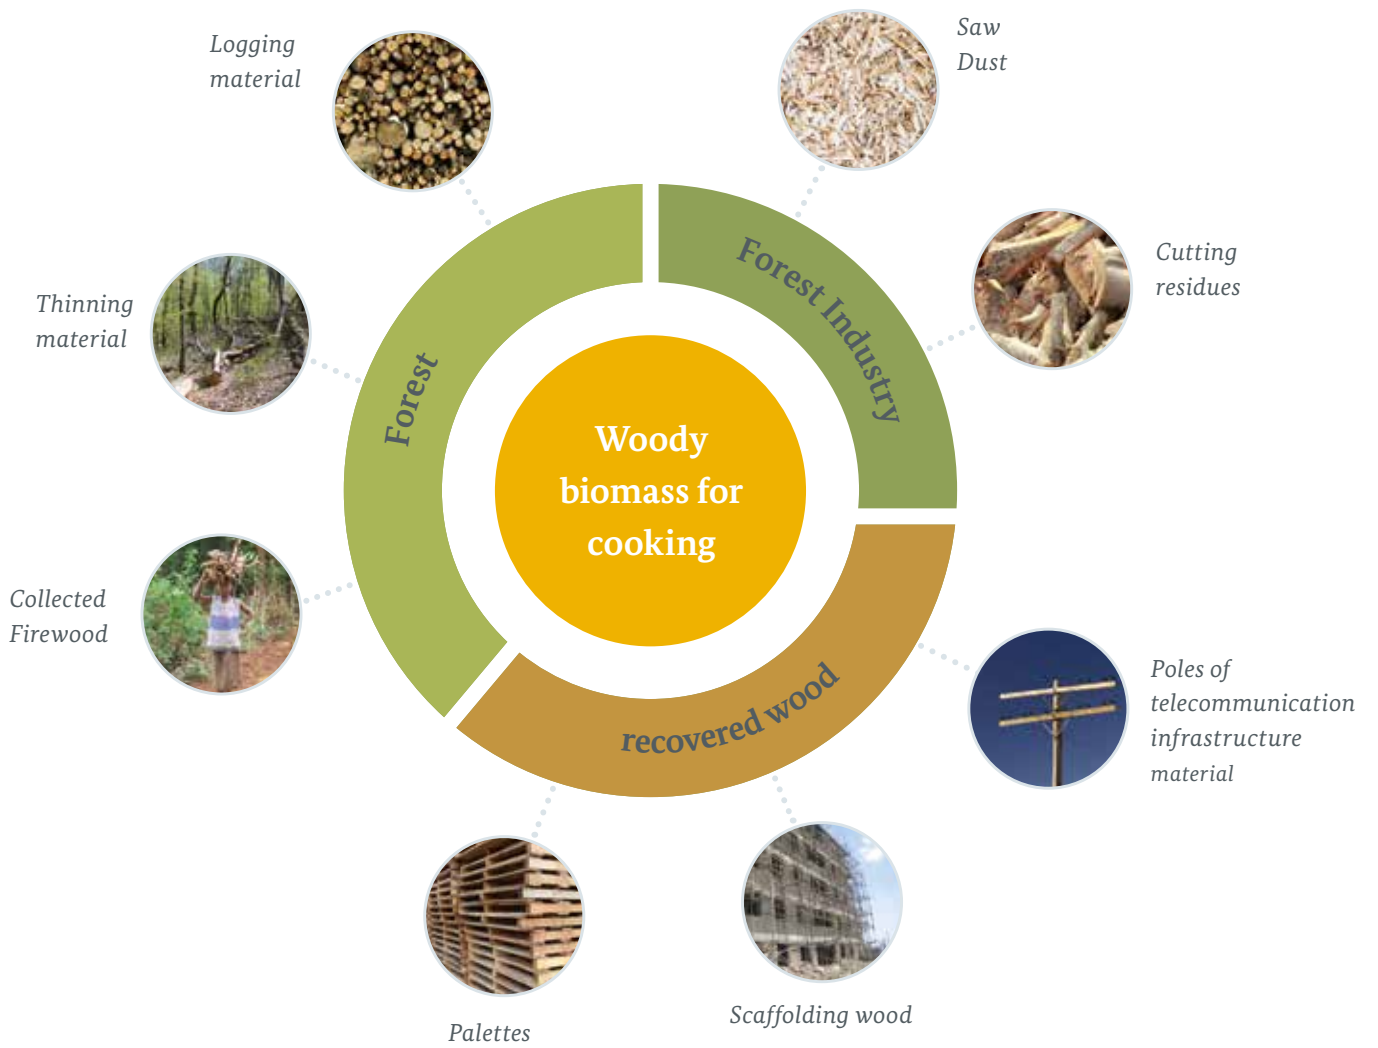 Logging
material
Saw
Dust
Thinning
material
Cutting
residues
Forest
Forest Industry
Woody
biomass for
cooking
Collected
Firewood
recovered wood
Poles of
telecommunication
infrastructure
material
Palettes
Scaffolding wood